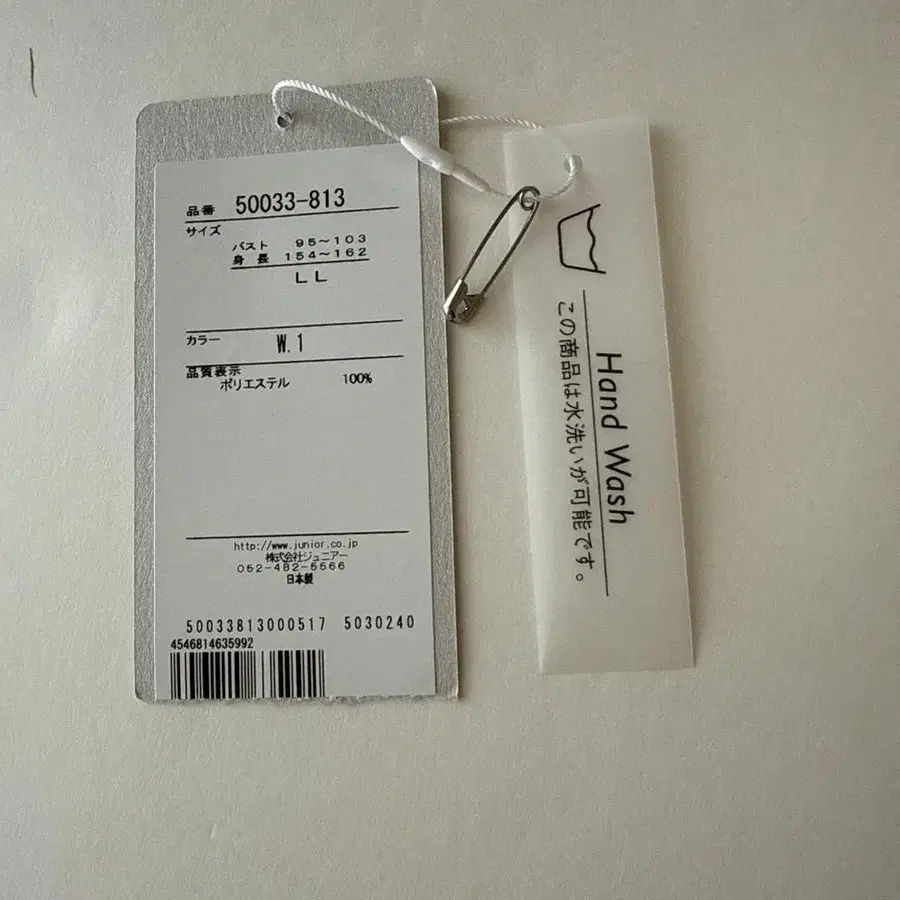 品番 50033-813
サイズ
バスト 95〜103
身長 154〜162
LL
カラー W.1
品質表示
ポリエステル 100%
http://www.junior.co.jp
株式会社ジュニアー
052-482-5566
日本製
50033813000517 5030240
4546814635992
Hand Wash
この商品は水洗いが可能です。